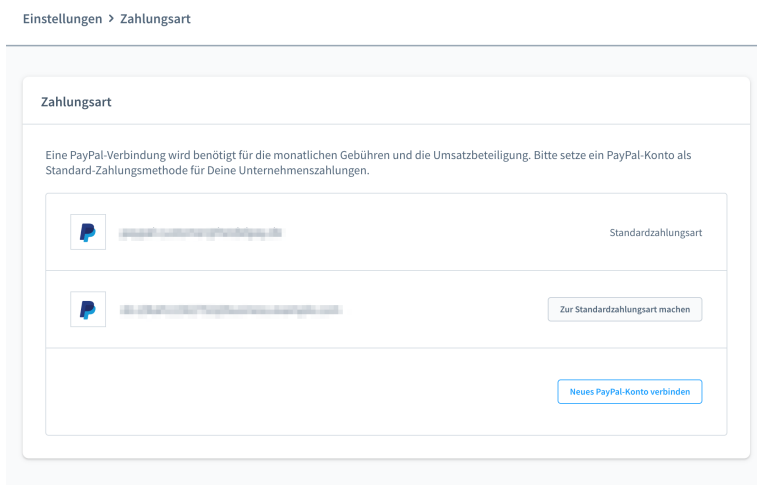 Einstellungen > Zahlungsart
Zahlungsart
Eine PayPal-Verbindung wird benötigt für die monatlichen Gebühren und die Umsatzbeteiligung. Bitte setze ein PayPal-Konto als
Standard-Zahlungsmethode für Deine Unternehmenszahlungen.
Standardzahlungsart
Zur Standardzahlungsart machen
Neues PayPal-Konto verbinden